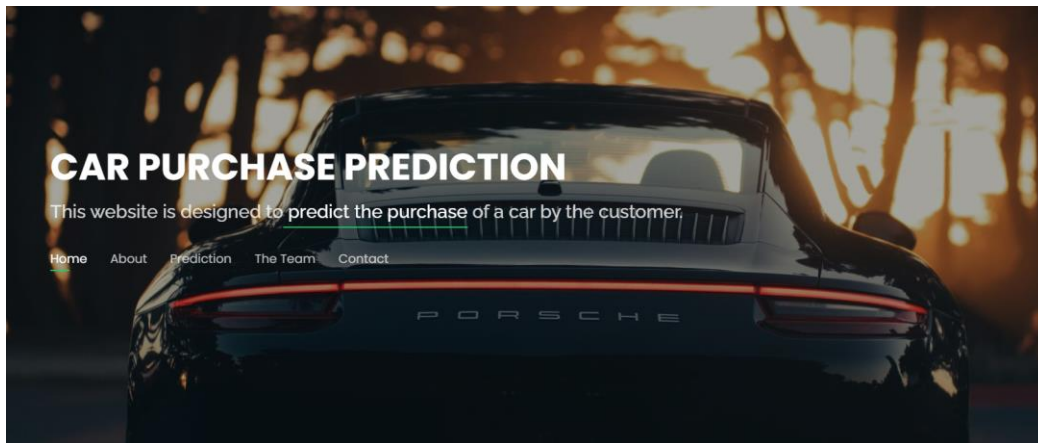 CAR PURCHASE PREDICTION
This website is designed to predict the purchase of a car by the customer.
Home About Prediction The Team Contact
PORSCHE